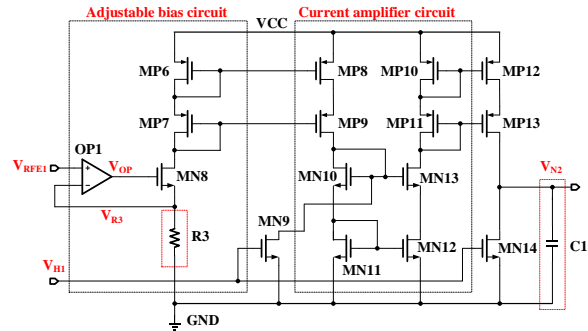 Adjustable bias circuit
Current amplifier circuit
VCC
MP6
MP8
MP10
MP12
MP7
MP9
MP11
MP13
OP1
VRFE1
VOP
MN8
MN10
MN13
VN2
VR3
R3
MN9
MN12
MN14
C1
VH1
MN11
GND